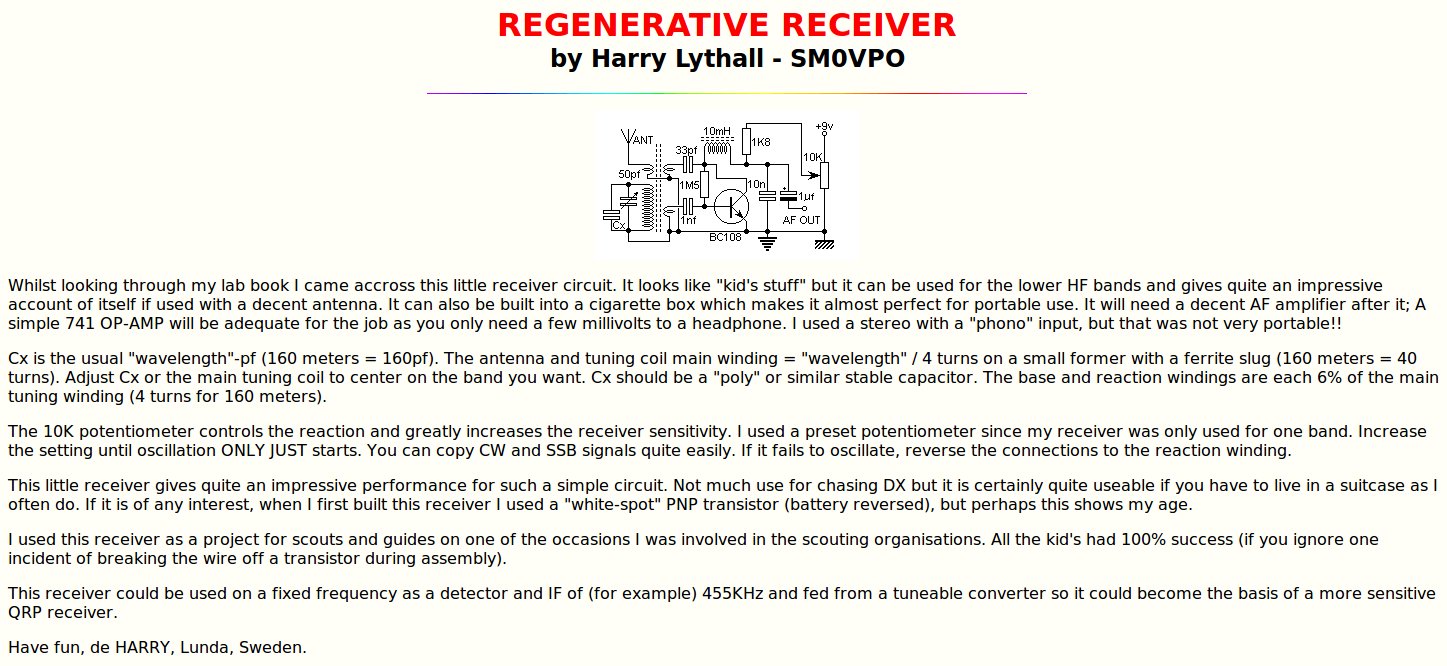 REGENERATIVE RECEIVER
by Harry Lythall - SM0VPO
ANT
10mH
+9v
1K8
33pf
10K
50pf
1M5
10n
1µf
1nf
AF OUT
Cx
BC108
Whilst looking through my lab book I came accross this little receiver circuit. It looks like "kid's stuff" but it can be used for the lower HF bands and gives quite an impressive
account of itself if used with a decent antenna. It can also be built into a cigarette box which makes it almost perfect for portable use. It will need a decent AF amplifier after it; A
simple 741 OP-AMP will be adequate for the job as you only need a few millivolts to a headphone. I used a stereo with a "phono" input, but that was not very portable!!
Cx is the usual "wavelength"-pf (160 meters = 160pf). The antenna and tuning coil main winding = "wavelength" / 4 turns on a small former with a ferrite slug (160 meters = 40
turns). Adjust Cx or the main tuning coil to center on the band you want. Cx should be a "poly" or similar stable capacitor. The base and reaction windings are each 6% of the main
tuning winding (4 turns for 160 meters).
The 10K potentiometer controls the reaction and greatly increases the receiver sensitivity. I used a preset potentiometer since my receiver was only used for one band. Increase
the setting until oscillation ONLY JUST starts. You can copy CW and SSB signals quite easily. If it fails to oscillate, reverse the connections to the reaction winding.
This little receiver gives quite an impressive performance for such a simple circuit. Not much use for chasing DX but it is certainly quite useable if you have to live in a suitcase as I
often do. If it is of any interest, when I first built this receiver I used a "white-spot" PNP transistor (battery reversed), but perhaps this shows my age.
I used this receiver as a project for scouts and guides on one of the occasions I was involved in the scouting organisations. All the kid's had 100% success (if you ignore one
incident of breaking the wire off a transistor during assembly).
This receiver could be used on a fixed frequency as a detector and IF of (for example) 455KHz and fed from a tuneable converter so it could become the basis of a more sensitive
QRP receiver.
Have fun, de HARRY, Lunda, Sweden.